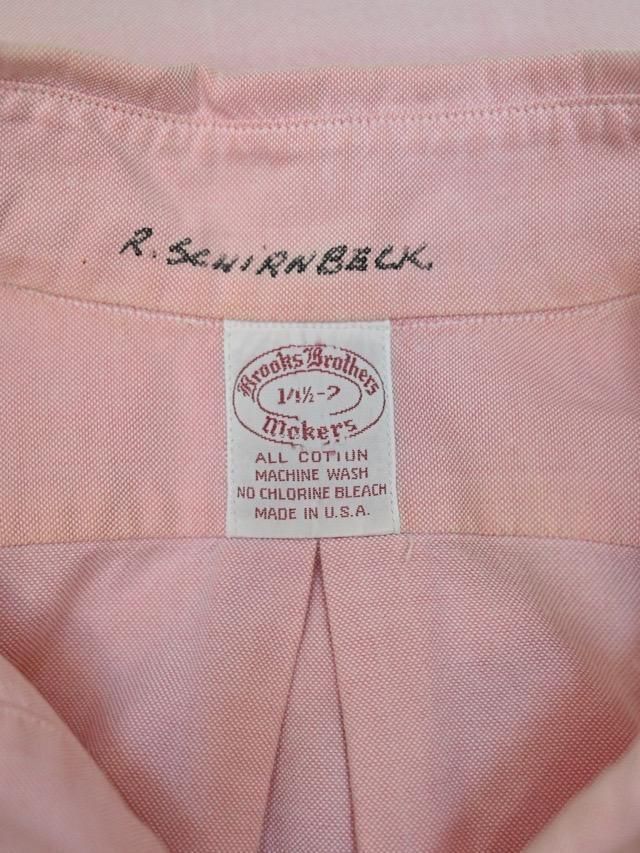 R. SCHIRNBECK.
Brooks Brothers
14½-2
Makers
ALL COTTON
MACHINE WASH
NO CHLORINE BLEACH
MADE IN U.S.A.